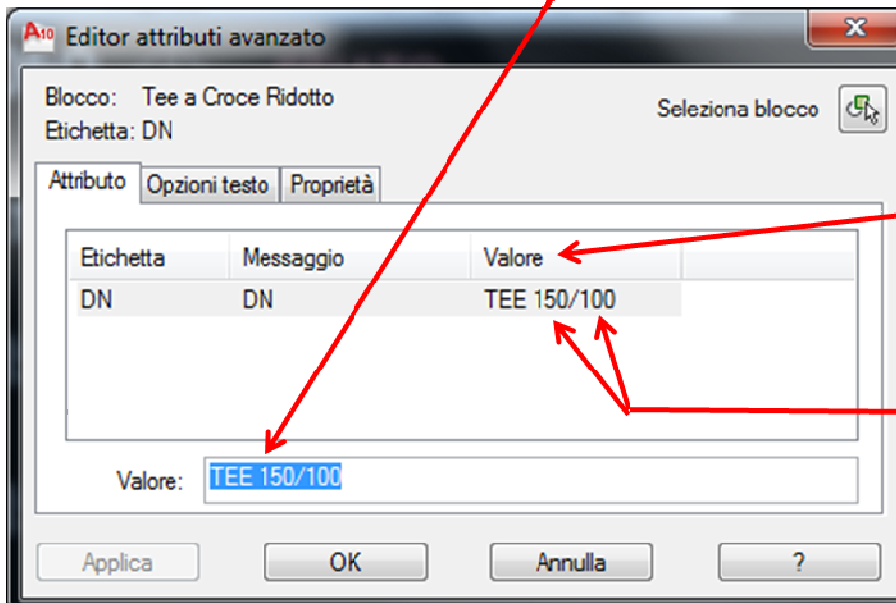 A10 Editor attributi avanzato
Blocco: Tee a Croce Ridotto
Seleziona blocco
Etichetta: DN
Attributo Opzioni testo Proprietà
Etichetta Messaggio Valore
DN DN TEE 150/100
Valore: TEE 150/100
Applica OK Annulla ?